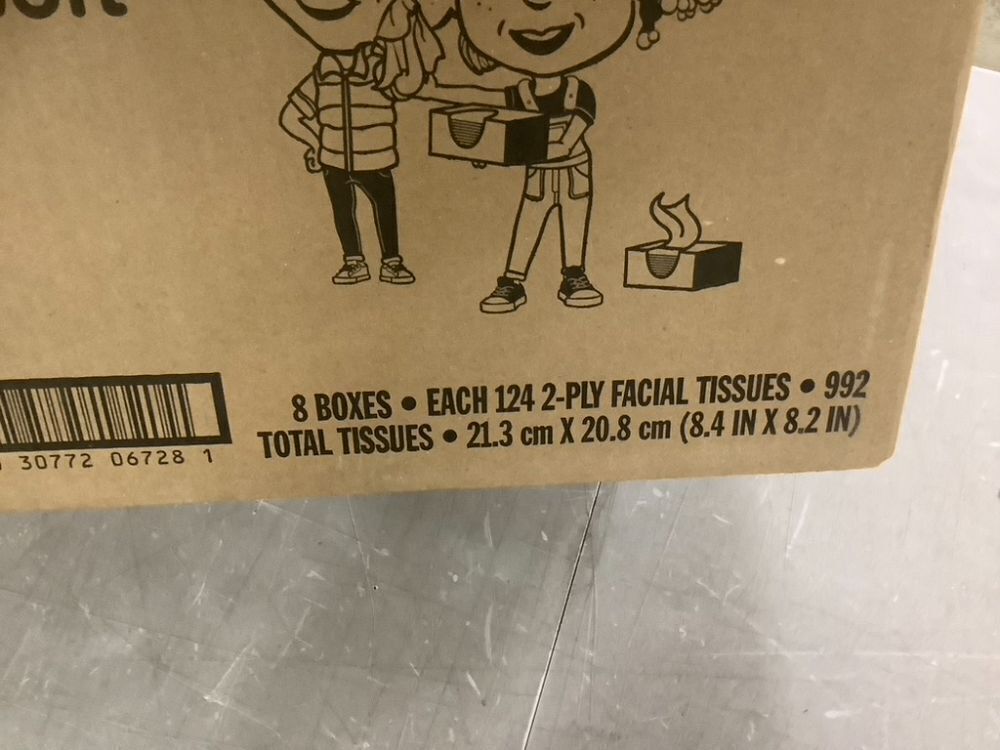 8 BOXES • EACH 124 2-PLY FACIAL TISSUES • 992
TOTAL TISSUES • 21.3 cm X 20.8 cm (8.4 IN X 8.2 IN)
30772 06728 1